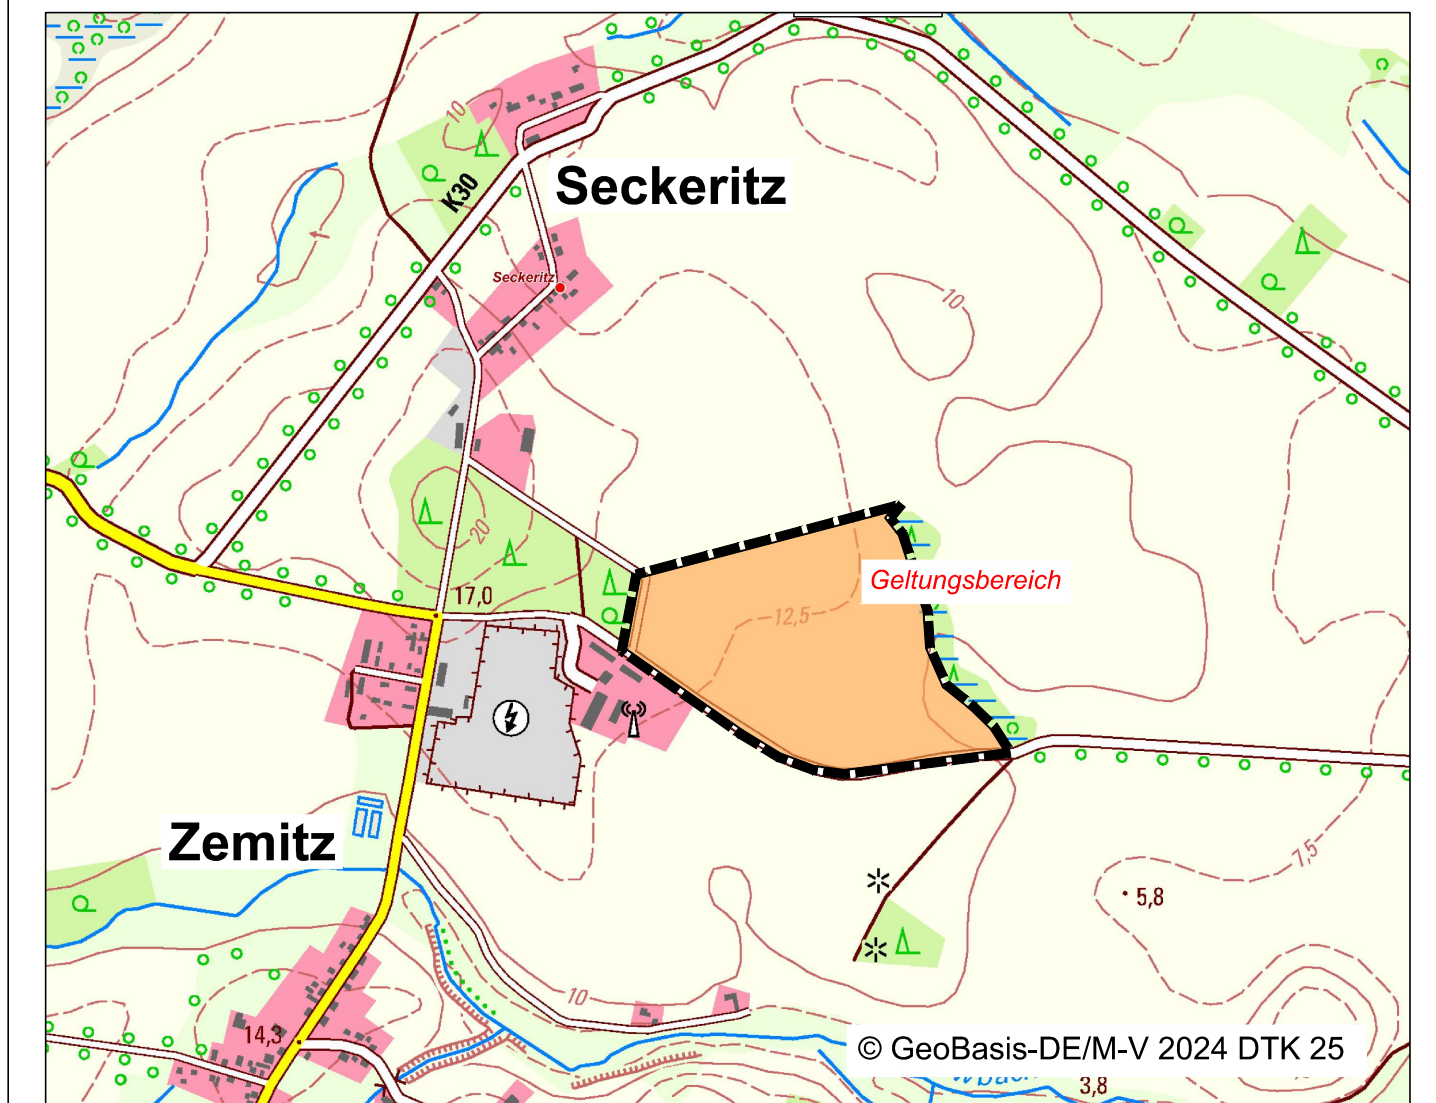 10
K30
Seckeritz
Seckeritz
10
20
17,0
Geltungsbereich
12,5
Zemitz
7,5
5,8
10
14,3
© GeoBasis-DE/M-V 2024 DTK 25
3,8